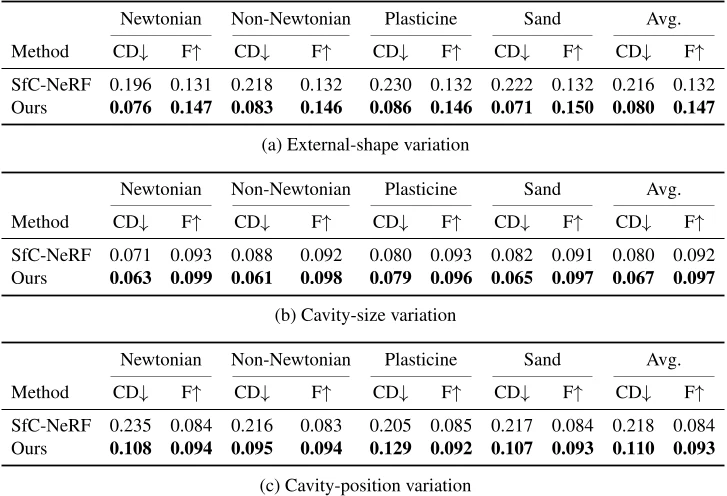 Newtonian Non-Newtonian Plasticine Sand Avg.
Method CD↓ F↑ CD↓ F↑ CD↓ F↑ CD↓ F↑ CD↓ F↑
SfC-NeRF 0.196 0.131 0.218 0.132 0.230 0.132 0.222 0.132 0.216 0.132
Ours 0.076 0.147 0.083 0.146 0.086 0.146 0.071 0.150 0.080 0.147
(a) External-shape variation
Newtonian Non-Newtonian Plasticine Sand Avg.
Method CD↓ F↑ CD↓ F↑ CD↓ F↑ CD↓ F↑ CD↓ F↑
SfC-NeRF 0.071 0.093 0.088 0.092 0.080 0.093 0.082 0.091 0.080 0.092
Ours 0.063 0.099 0.061 0.098 0.079 0.096 0.065 0.097 0.067 0.097
(b) Cavity-size variation
Newtonian Non-Newtonian Plasticine Sand Avg.
Method CD↓ F↑ CD↓ F↑ CD↓ F↑ CD↓ F↑ CD↓ F↑
SfC-NeRF 0.235 0.084 0.216 0.083 0.205 0.085 0.217 0.084 0.218 0.084
Ours 0.108 0.094 0.095 0.094 0.129 0.092 0.107 0.093 0.110 0.093
(c) Cavity-position variation